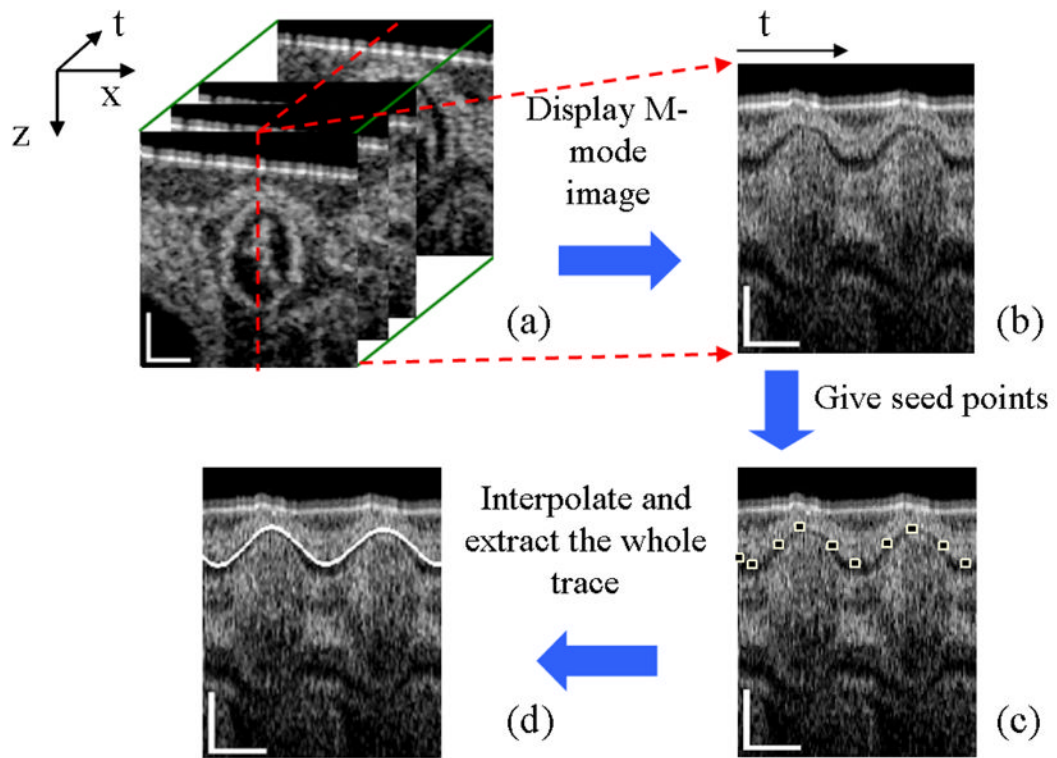 t
x
z
(a)
Display M-
mode
image
t
(b)
Give seed points
(c)
Interpolate and
extract the whole
trace
(d)